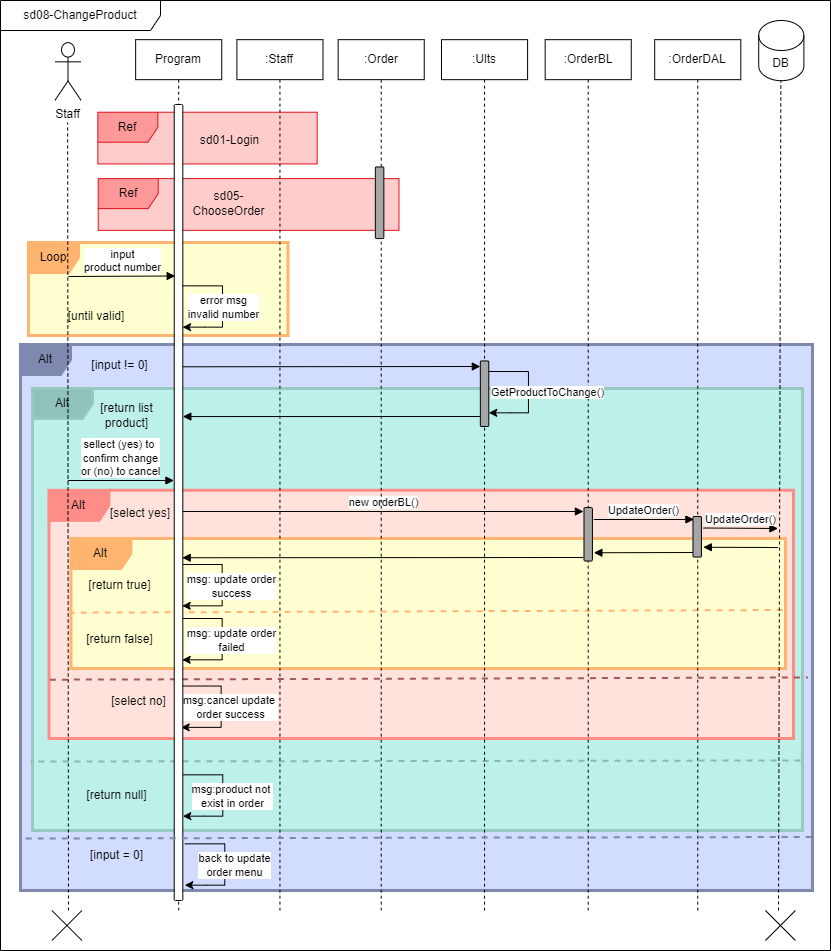 sd08-ChangeProduct
Program
:Staff
:Order
:Ults
:OrderBL
:OrderDAL
DB
Staff
Ref
sd01-Login
Ref
sd05-
ChooseOrder
Loop
input
product number
error msg
invalid number
[until valid]
Alt
[input != 0]
GetProductToChange()
Alt
[return list
product]
sellect (yes) to
confirm change
or (no) to cancel
Alt
[select yes]
new orderBL()
UpdateOrder()
UpdateOrder()
Alt
[return true]
msg: update order
success
[return false]
msg: update order
failed
[select no]
msg:cancel update
order success
[return null]
msg:product not
exist in order
[input = 0]
back to update
order menu